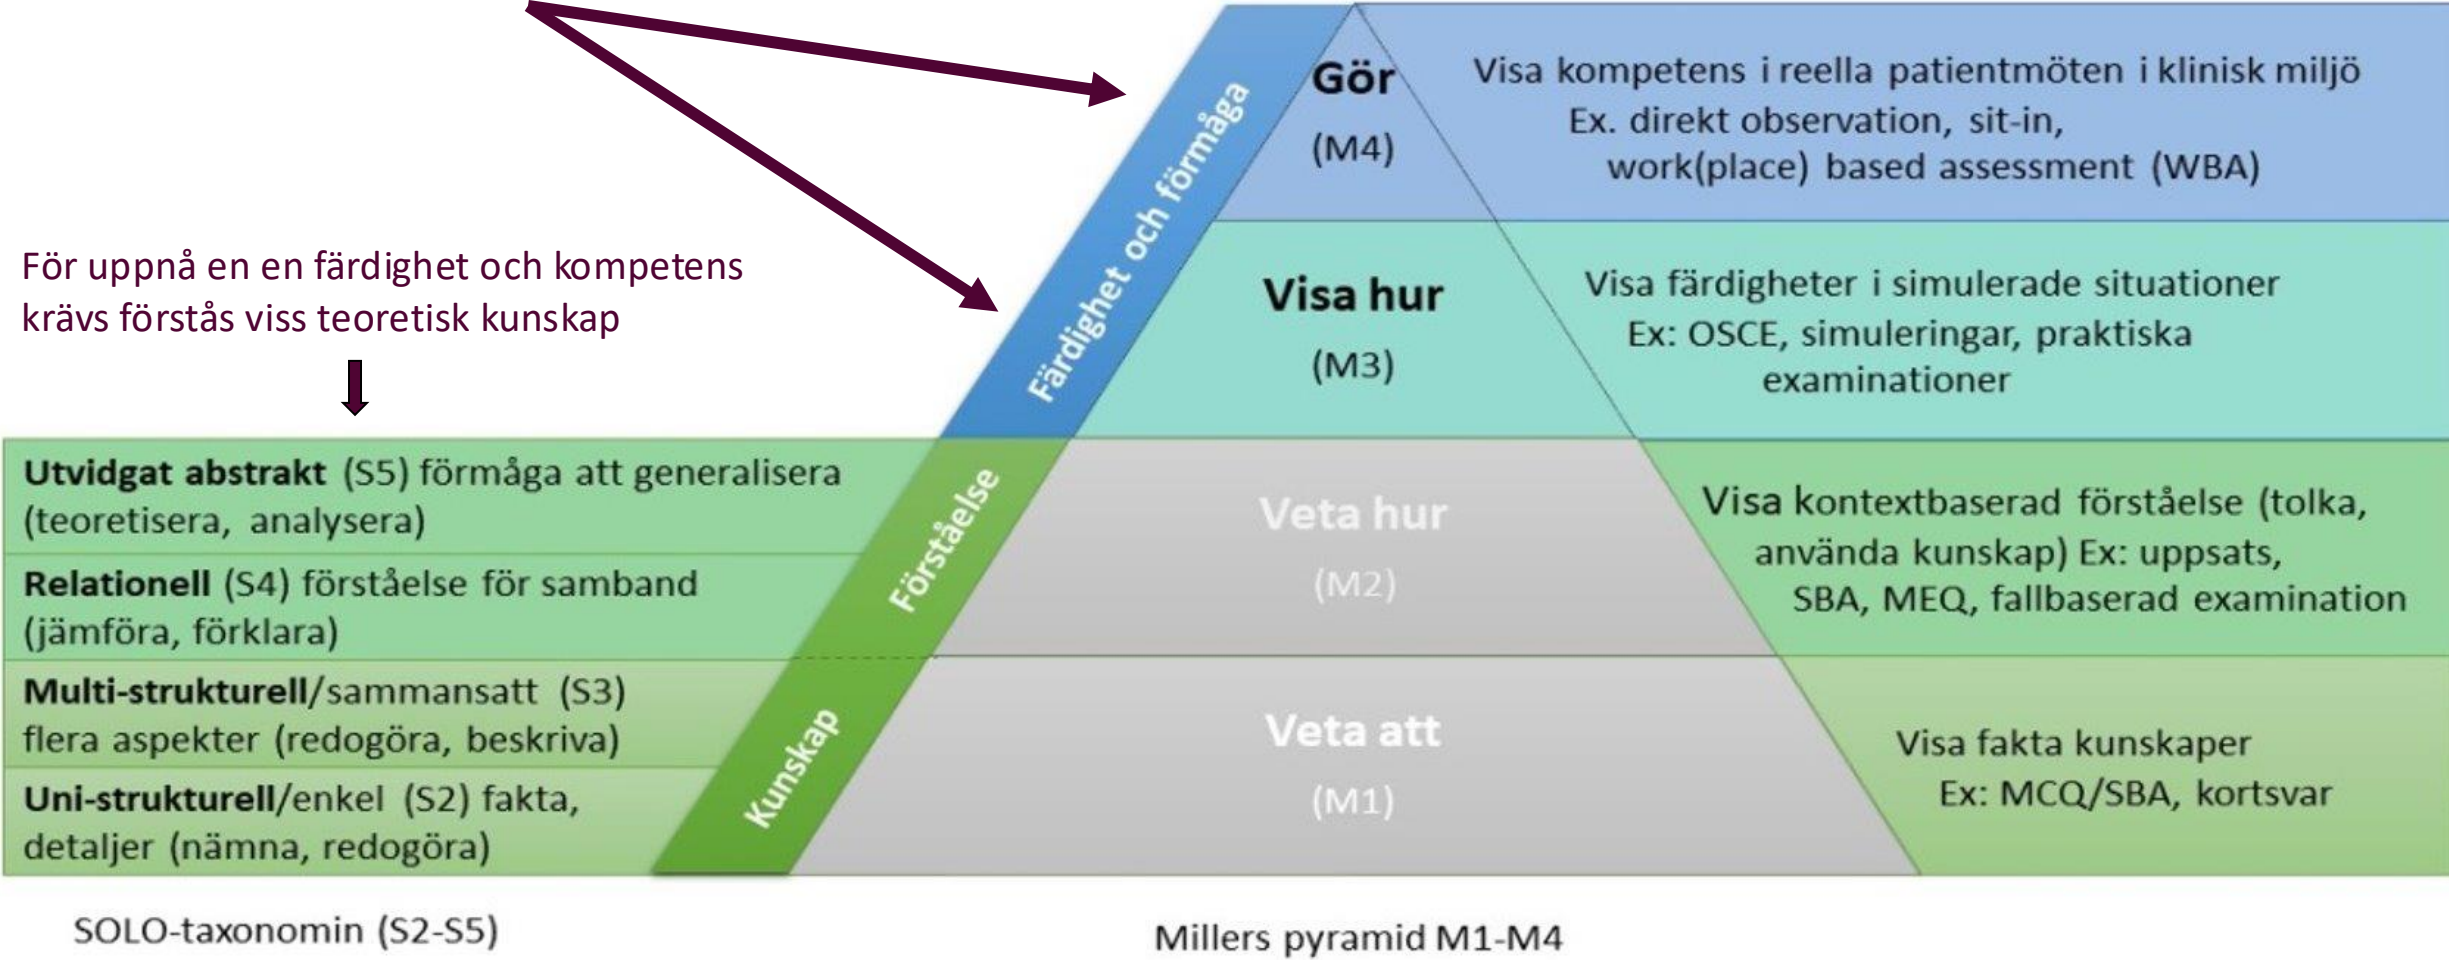 Gör
(M4)
Visa kompetens i reella patientmöten i klinisk miljö
Ex. direkt observation, sit-in,
work(place) based assessment (WBA)
Färdighet och förmåga
För uppnå en en färdighet och kompetens
krävs förstås viss teoretisk kunskap
Visa hur
(M3)
Visa färdigheter i simulerade situationer
Ex: OSCE, simuleringar, praktiska
examinationer
Utvidgat abstrakt (S5) förmåga att generalisera
(teoretisera, analysera)
Relationell (S4) förståelse för samband
(jämföra, förklara)
Förståelse
Veta hur
(M2)
Visa kontextbaserad förståelse (tolka,
använda kunskap) Ex: uppsats,
SBA, MEQ, fallbaserad examination
Multi-strukturell/sammansatt (S3)
flera aspekter (redogöra, beskriva)
Uni-strukturell/enkel (S2) fakta,
detaljer (nämna, redogöra)
Kunskap
Veta att
(M1)
Visa fakta kunskaper
Ex: MCQ/SBA, kortsvar
SOLO-taxonomin (S2-S5)
Millers pyramid M1-M4